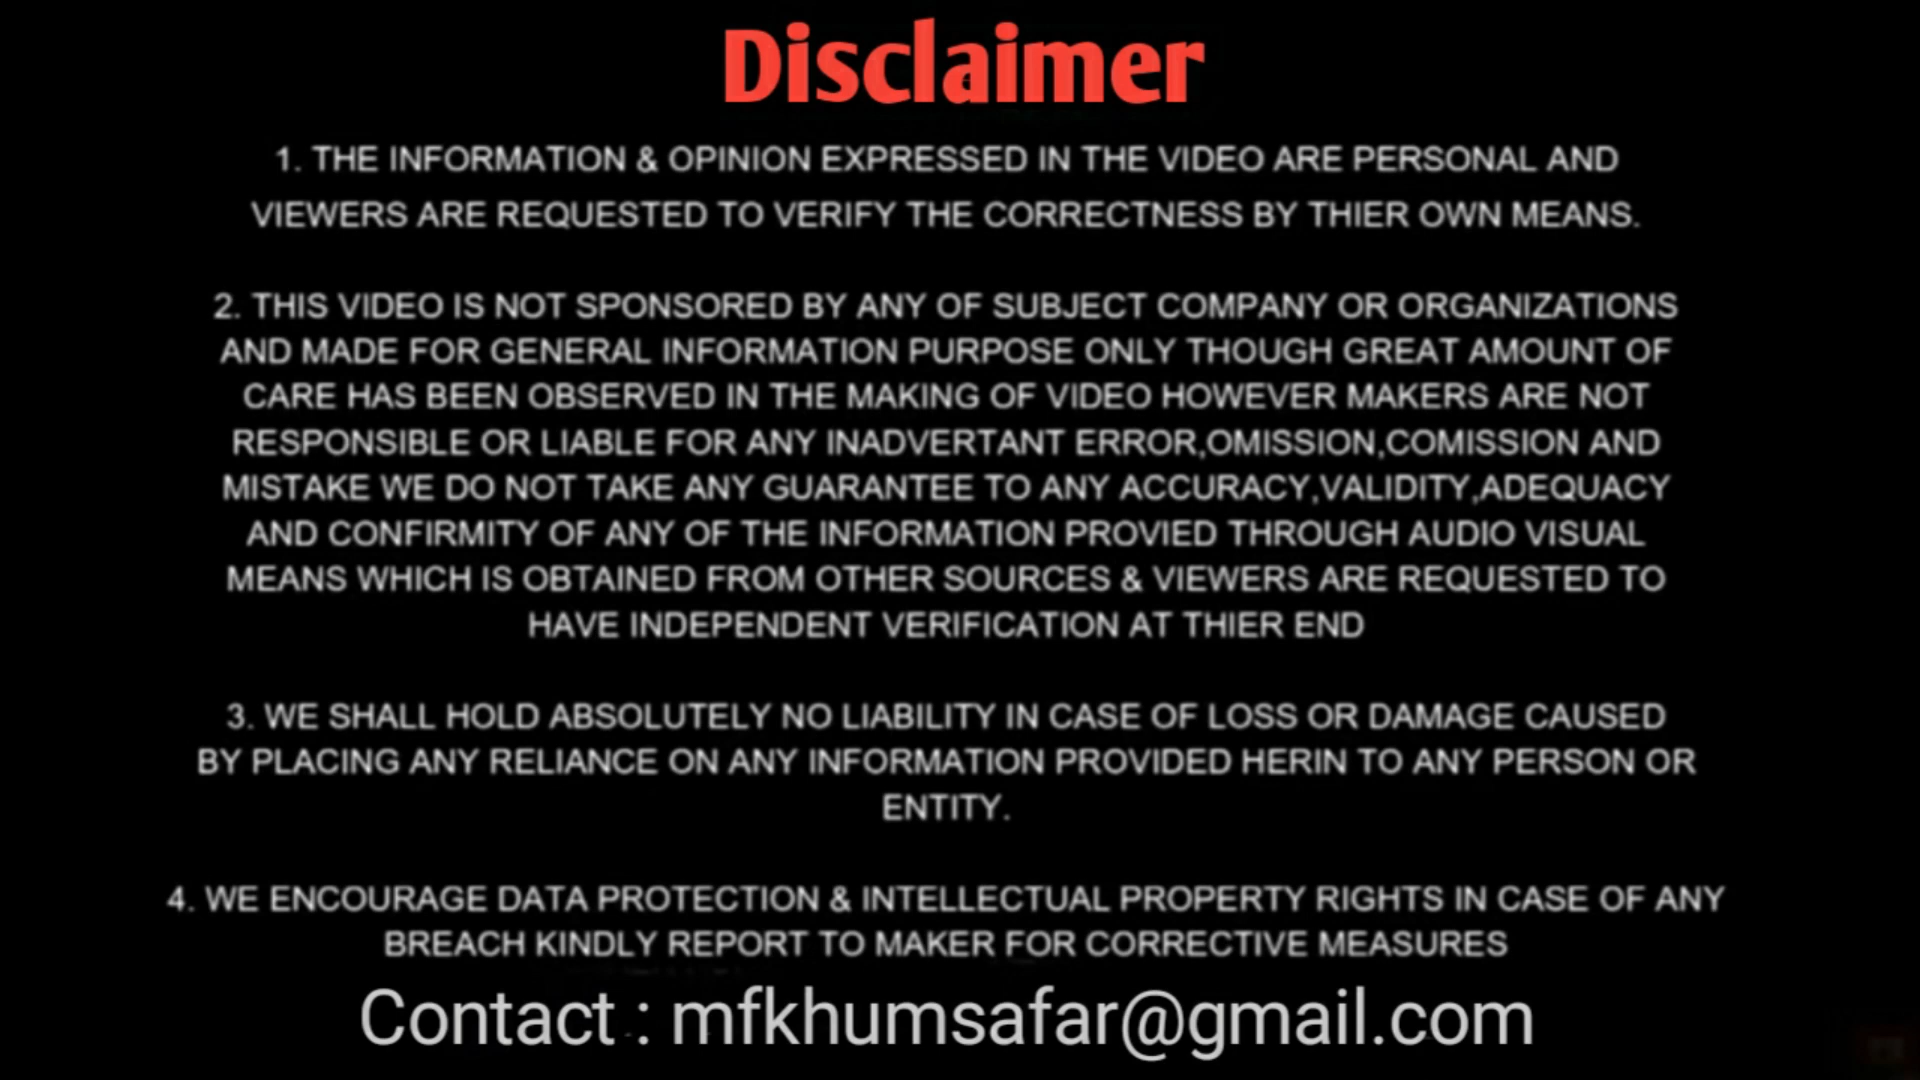 Disclaimer
1. THE INFORMATION & OPINION EXPRESSED IN THE VIDEO ARE PERSONAL AND
VIEWERS ARE REQUESTED TO VERIFY THE CORRECTNESS BY THIER OWN MEANS.
2. THIS VIDEO IS NOT SPONSORED BY ANY OF SUBJECT COMPANY OR ORGANIZATIONS
AND MADE FOR GENERAL INFORMATION PURPOSE ONLY THOUGH GREAT AMOUNT OF
CARE HAS BEEN OBSERVED IN THE MAKING OF VIDEO HOWEVER MAKERS ARE NOT
RESPONSIBLE OR LIABLE FOR ANY INADVERTANT ERROR,OMISSION,COMISSION AND
MISTAKE WE DO NOT TAKE ANY GUARANTEE TO ANY ACCURACY,VALIDITY,ADEQUACY
AND CONFIRMITY OF ANY OF THE INFORMATION PROVIED THROUGH AUDIO VISUAL
MEANS WHICH IS OBTAINED FROM OTHER SOURCES & VIEWERS ARE REQUESTED TO
HAVE INDEPENDENT VERIFICATION AT THIER END
3. WE SHALL HOLD ABSOLUTELY NO LIABILITY IN CASE OF LOSS OR DAMAGE CAUSED
BY PLACING ANY RELIANCE ON ANY INFORMATION PROVIDED HERIN TO ANY PERSON OR
ENTITY.
4. WE ENCOURAGE DATA PROTECTION & INTELLECTUAL PROPERTY RIGHTS IN CASE OF ANY
BREACH KINDLY REPORT TO MAKER FOR CORRECTIVE MEASURES
Contact : mfkhumsafar@gmail.com